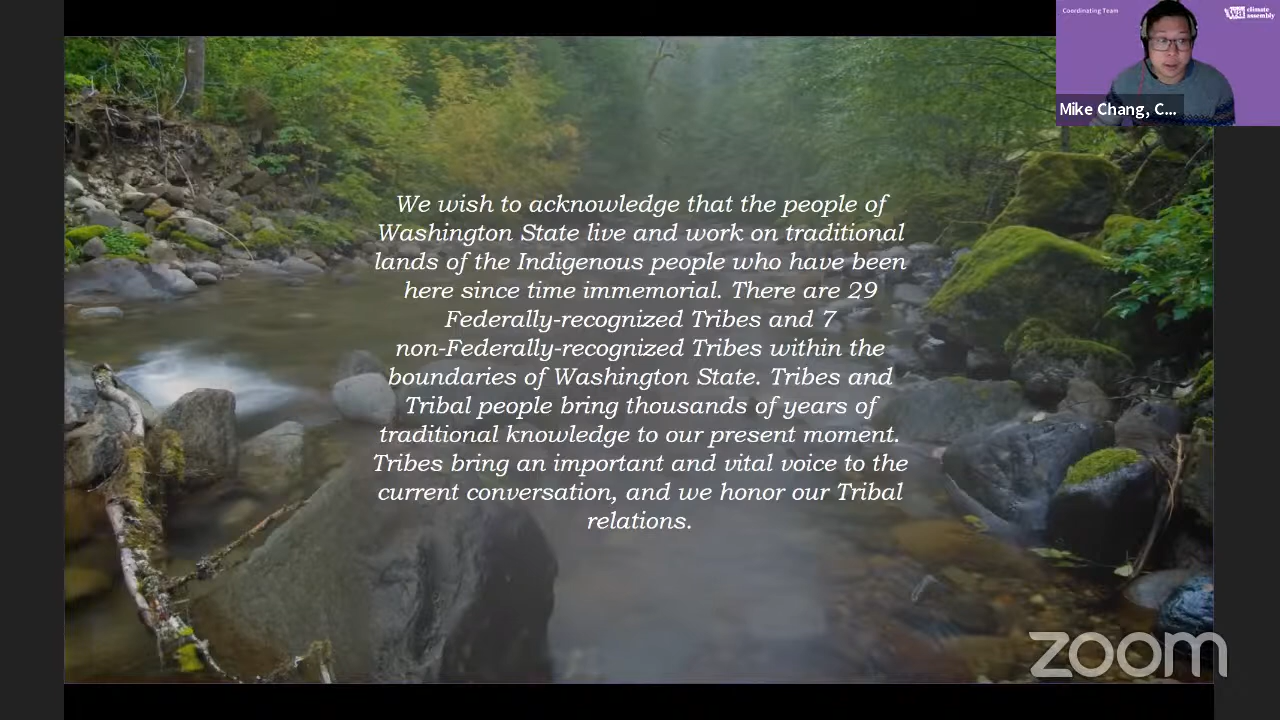 Coordinating Team
wa climate
assembly
Mike Chang, C...
We wish to acknowledge that the people of
Washington State live and work on traditional
lands of the Indigenous people who have been
here since time immemorial. There are 29
Federally-recognized Tribes and 7
non-Federally-recognized Tribes within the
boundaries of Washington State. Tribes and
Tribal people bring thousands of years of
traditional knowledge to our present moment.
Tribes bring an important and vital voice to the
current conversation, and we honor our Tribal
relations.
zoom